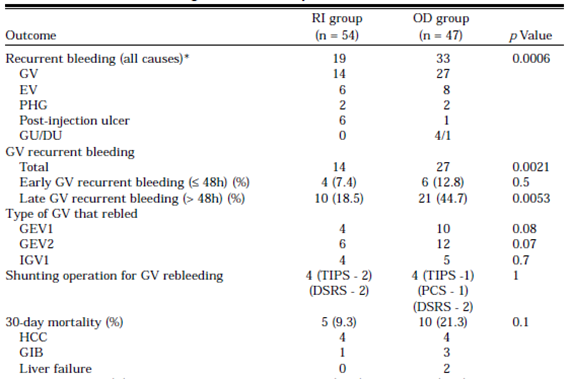 RI group OD group
Outcome (n = 54) (n = 47) p Value
Recurrent bleeding (all causes)* 19 33 0.0006
GV 14 27
EV 6 8
PHG 2 2
Post-injection ulcer 6 1
GU/DU 0 4/1
GV recurrent bleeding
Total 14 27 0.0021
Early GV recurrent bleeding (≤ 48h) (%) 4 (7.4) 6 (12.8) 0.5
Late GV recurrent bleeding (> 48h) (%) 10 (18.5) 21 (44.7) 0.0053
Type of GV that rebled
GEV1 4 10 0.08
GEV2 6 12 0.07
IGV1 4 5 0.7
Shunting operation for GV rebleeding 4 (TIPS - 2) 4 (TIPS -1) 1
(DSRS - 2) (PCS - 1)
(DSRS - 2)
30-day mortality (%) 5 (9.3) 10 (21.3) 0.1
HCC 4 4
GIB 1 3
Liver failure 0 2